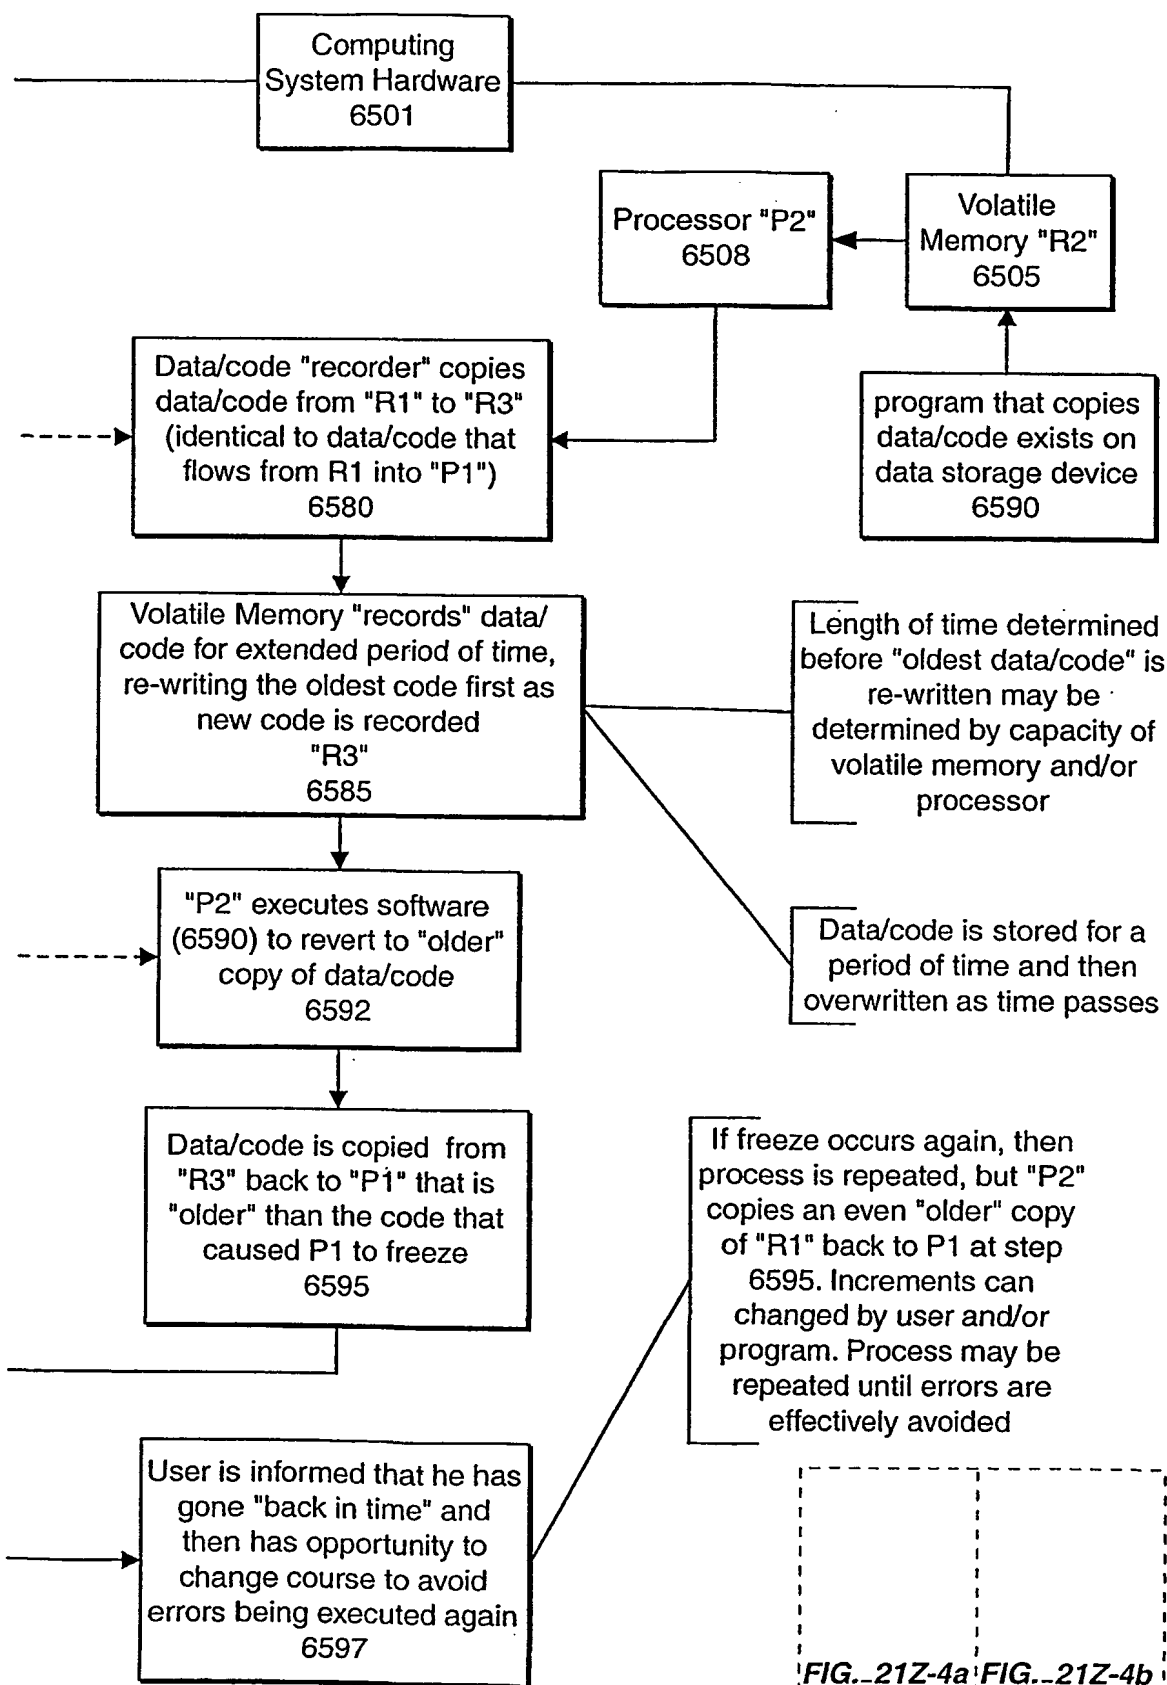 Computing
System Hardware
6501
Processor "P2"
6508
Volatile
Memory "R2"
6505
Data/code "recorder" copies
data/code from "R1" to "R3"
(identical to data/code that
flows from R1 into "P1")
6580
program that copies
data/code exists on
data storage device
6590
Volatile Memory "records" data/
code for extended period of time,
re-writing the oldest code first as
new code is recorded
"R3"
6585
Length of time determined
before "oldest data/code" is
re-written may be
determined by capacity of
volatile memory and/or
processor
"P2" executes software
(6590) to revert to "older"
copy of data/code
6592
Data/code is stored for a
period of time and then
overwritten as time passes
Data/code is copied from
"R3" back to "P1" that is
"older" than the code that
caused P1 to freeze
6595
If freeze occurs again, then
process is repeated, but "P2"
copies an even "older" copy
of "R1" back to P1 at step
6595. Increments can
changed by user and/or
program. Process may be
repeated until errors are
effectively avoided
User is informed that he has
gone "back in time" and
then has opportunity to
change course to avoid
errors being executed again
6597
FIG._21Z-4a FIG._21Z-4b